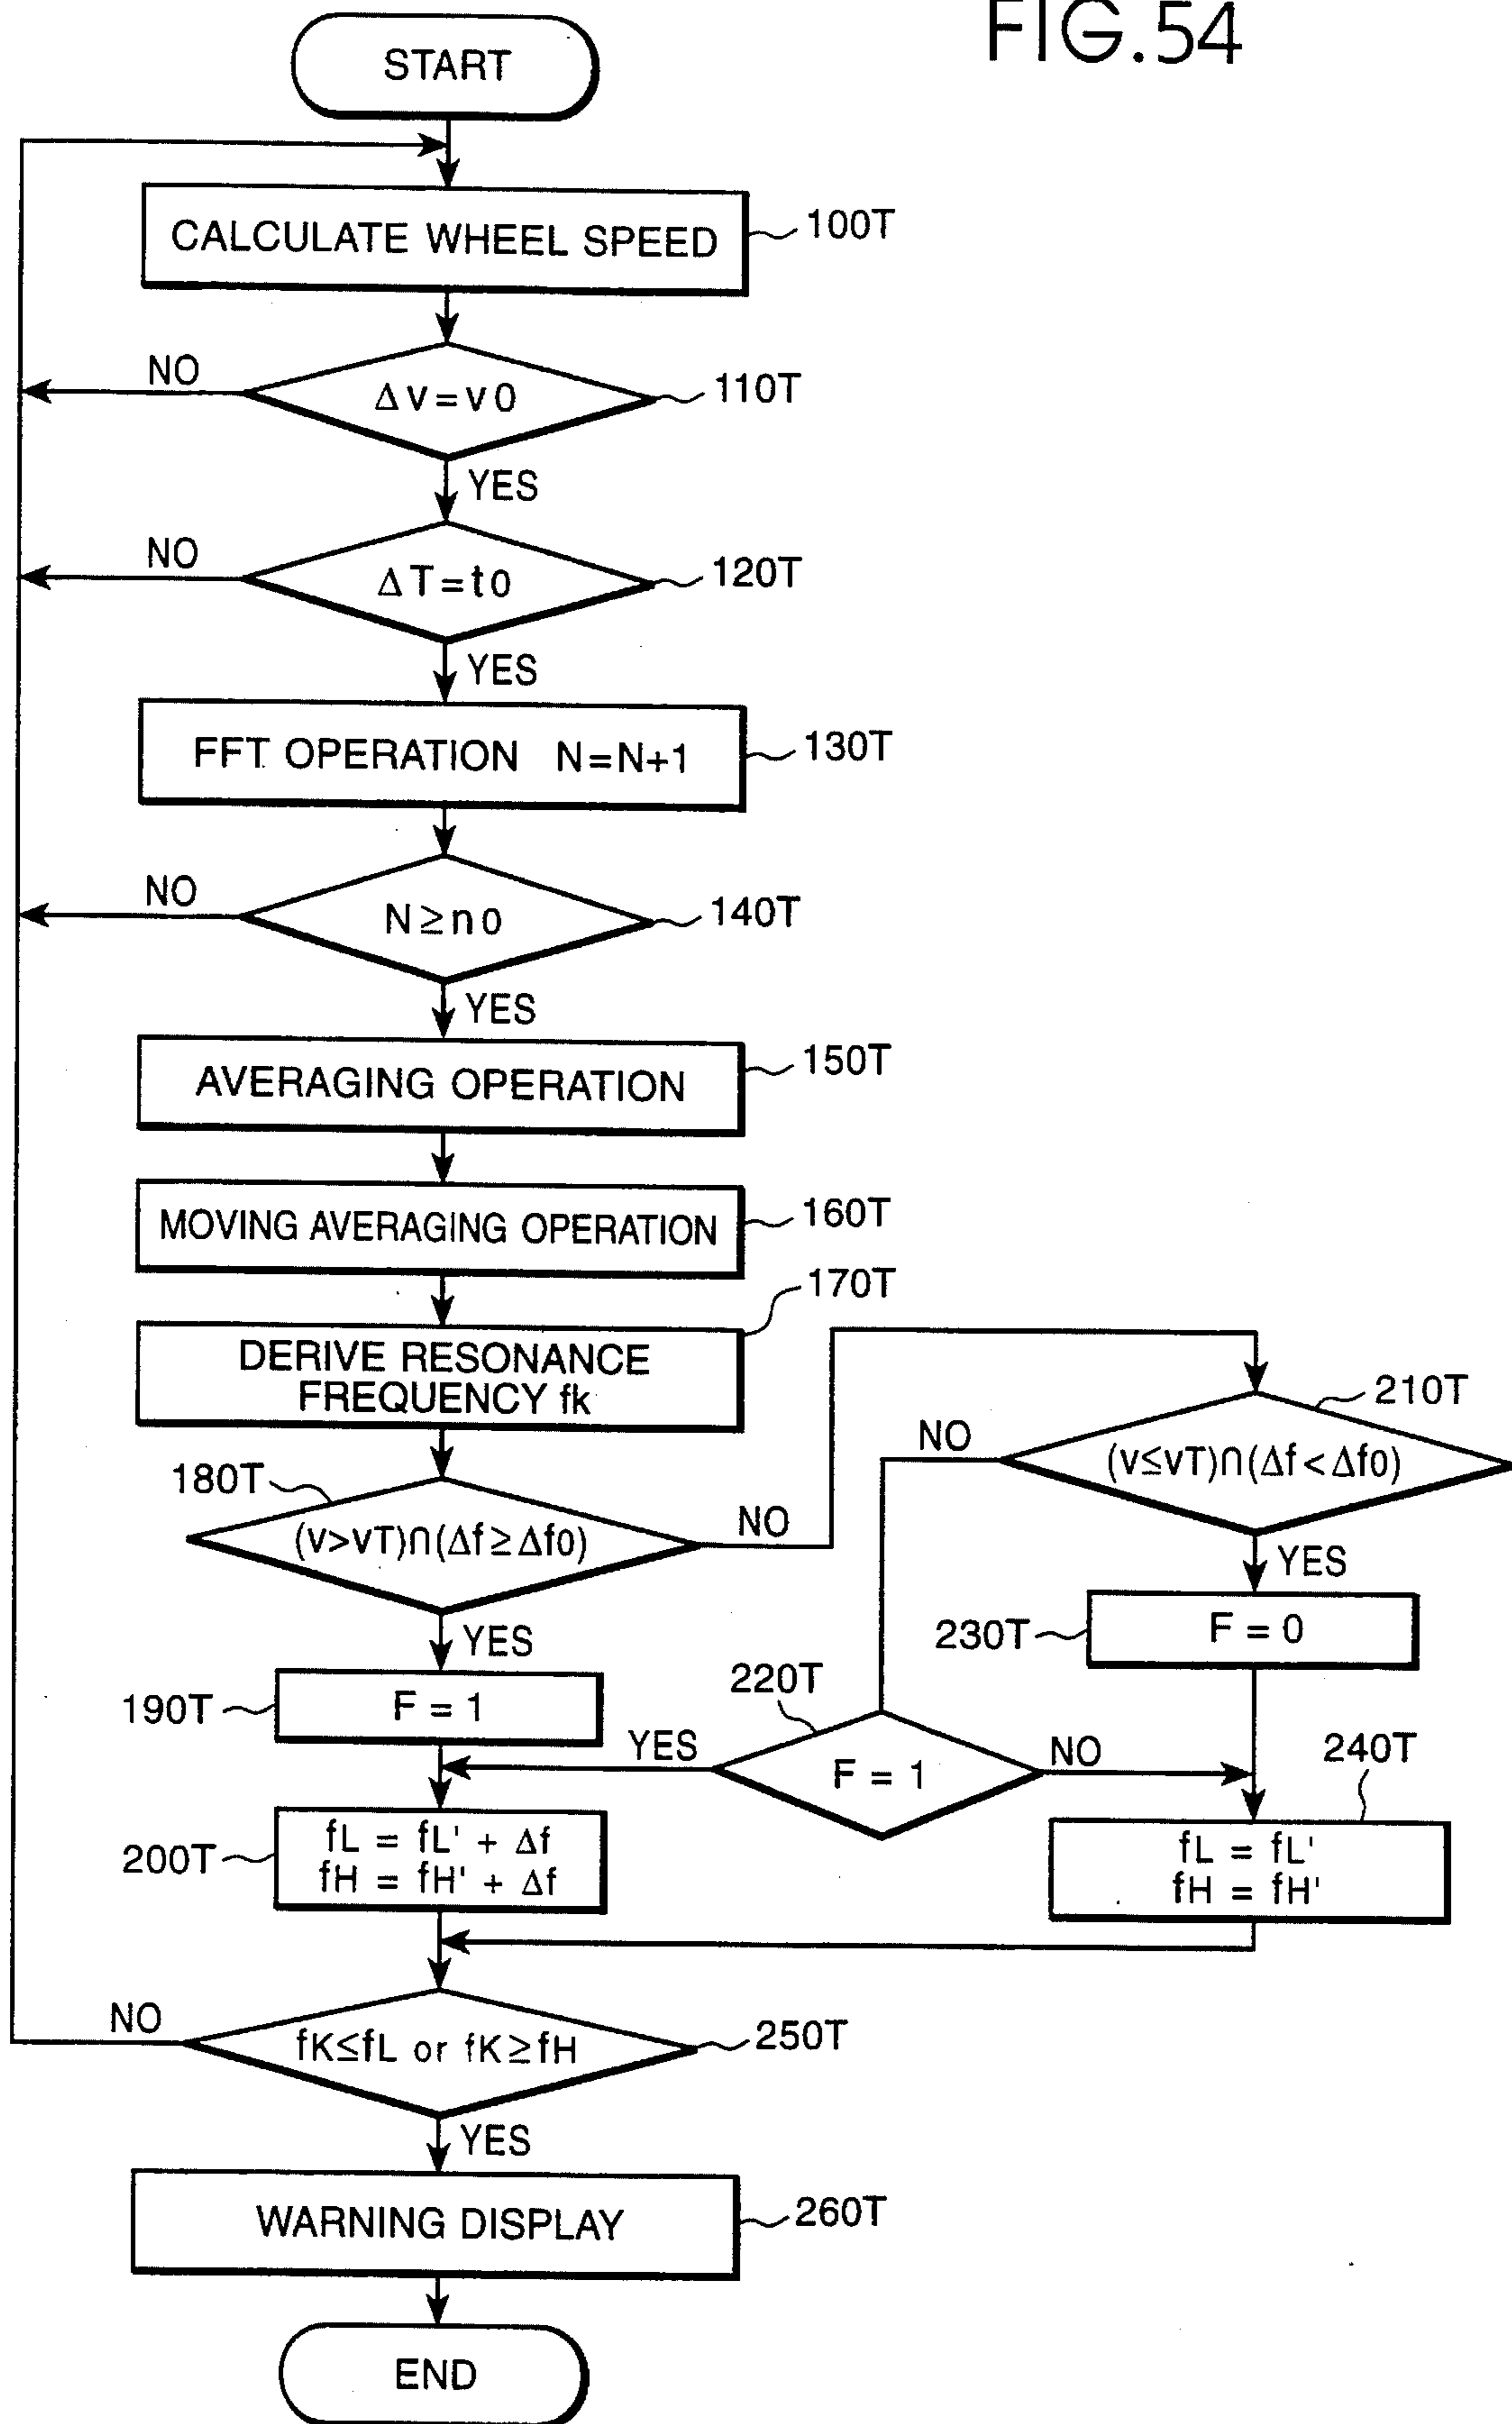 FIG.54
START
CALCULATE WHEEL SPEED
100T
NO
Δv=v0
110T
YES
NO
ΔT=t0
120T
YES
FFT OPERATION N=N+1
130T
NO
N≥n0
140T
YES
AVERAGING OPERATION
150T
MOVING AVERAGING OPERATION
160T
170T
DERIVE RESONANCE
FREQUENCY fk
180T
(v>vT)∩(Δf≥Δf0)
NO
YES
210T
NO
(v≤vT)∩(Δf<Δf0)
YES
230T
F = 0
190T
F = 1
220T
YES
F = 1
NO
240T
200T
fL = fL' + Δf
fH = fH' + Δf
fL = fL'
fH = fH'
NO
fK≤fL or fK≥fH
250T
YES
WARNING DISPLAY
260T
END